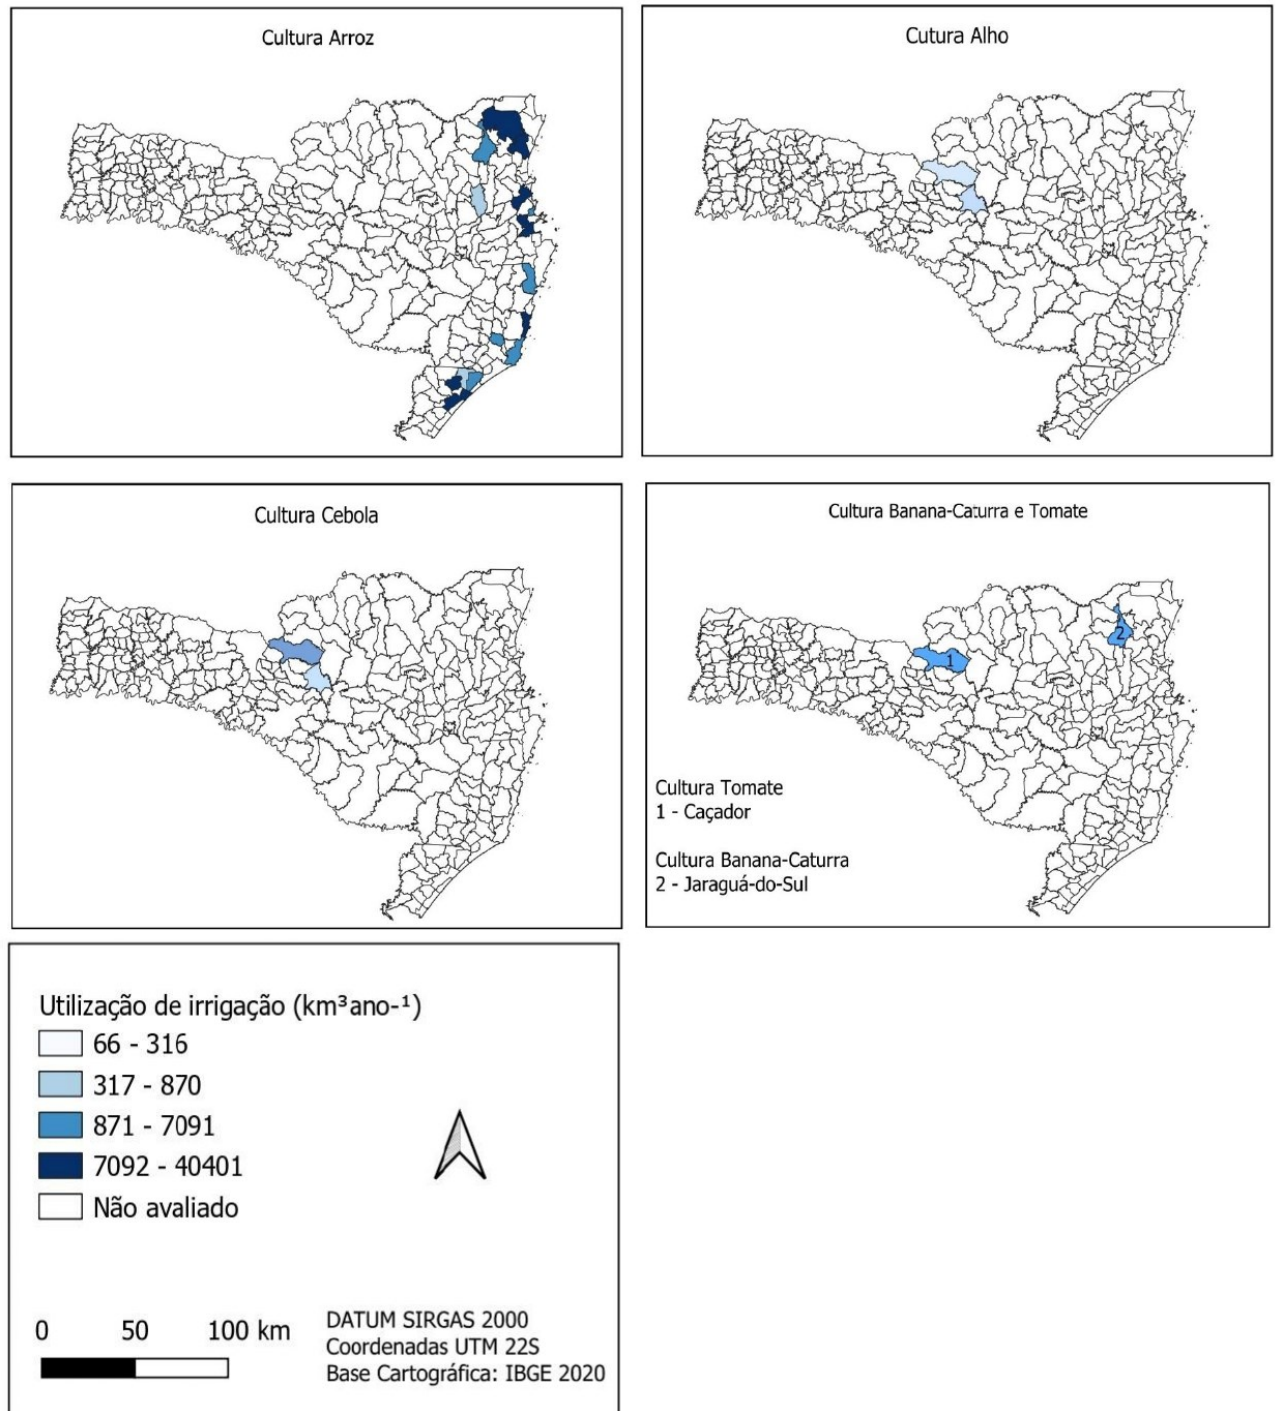 Cultura Arroz
Cutura Alho
Cultura Cebola
Cultura Banana-Caturra e Tomate
1
2
Cultura Tomate
1 - Caçador
Cultura Banana-Caturra
2 - Jaraguá-do-Sul
Utilização de irrigação (km³ano-¹)
66 - 316
317 - 870
871 - 7091
7092 - 40401
Não avaliado
0 50 100 km
DATUM SIRGAS 2000
Coordenadas UTM 22S
Base Cartográfica: IBGE 2020